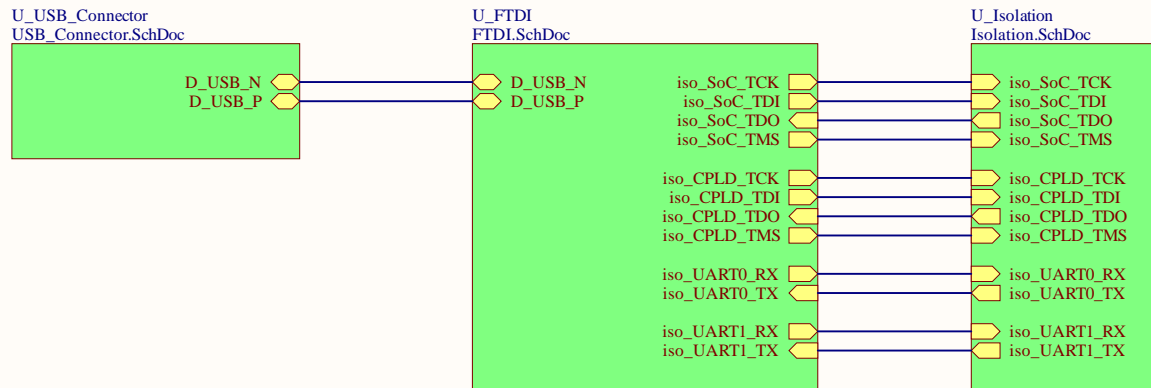 U_USB_Connector
USB_Connector.SchDoc
D_USB_N
D_USB_P
U_FTDI
FTDI.SchDoc
D_USB_N
D_USB_P
iso_SoC_TCK
iso_SoC_TDI
iso_SoC_TDO
iso_SoC_TMS
iso_CPLD_TCK
iso_CPLD_TDI
iso_CPLD_TDO
iso_CPLD_TMS
iso_UART0_RX
iso_UART0_TX
iso_UART1_RX
iso_UART1_TX
U_Isolation
Isolation.SchDoc
iso_SoC_TCK
iso_SoC_TDI
iso_SoC_TDO
iso_SoC_TMS
iso_CPLD_TCK
iso_CPLD_TDI
iso_CPLD_TDO
iso_CPLD_TMS
iso_UART0_RX
iso_UART0_TX
iso_UART1_RX
iso_UART1_TX